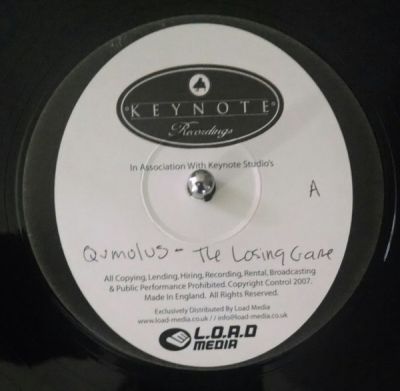 KEYNOTE
Recordings
In Association With Keynote Studio's
A
Qumolus - The Losing Game
All Copying, Lending, Hiring, Recording, Rental, Broadcasting
& Public Performance Prohibited. Copyright Control 2007.
Made in England. All Rights Reserved.
Exclusively Distributed By Load Media
www.load-media.co.uk // info@load-media.co.uk
L.O.A.D
MEDIA